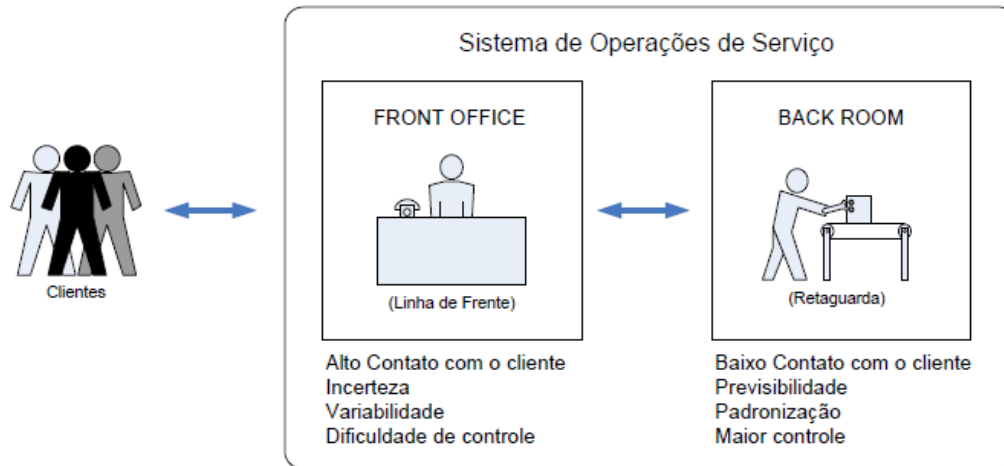 Sistema de Operações de Serviço
FRONT OFFICE
(Linha de Frente)
Alto Contato com o cliente
Incerteza
Variabilidade
Dificuldade de controle
BACK ROOM
(Retaguarda)
Baixo Contato com o cliente
Previsibilidade
Padronização
Maior controle
Clientes